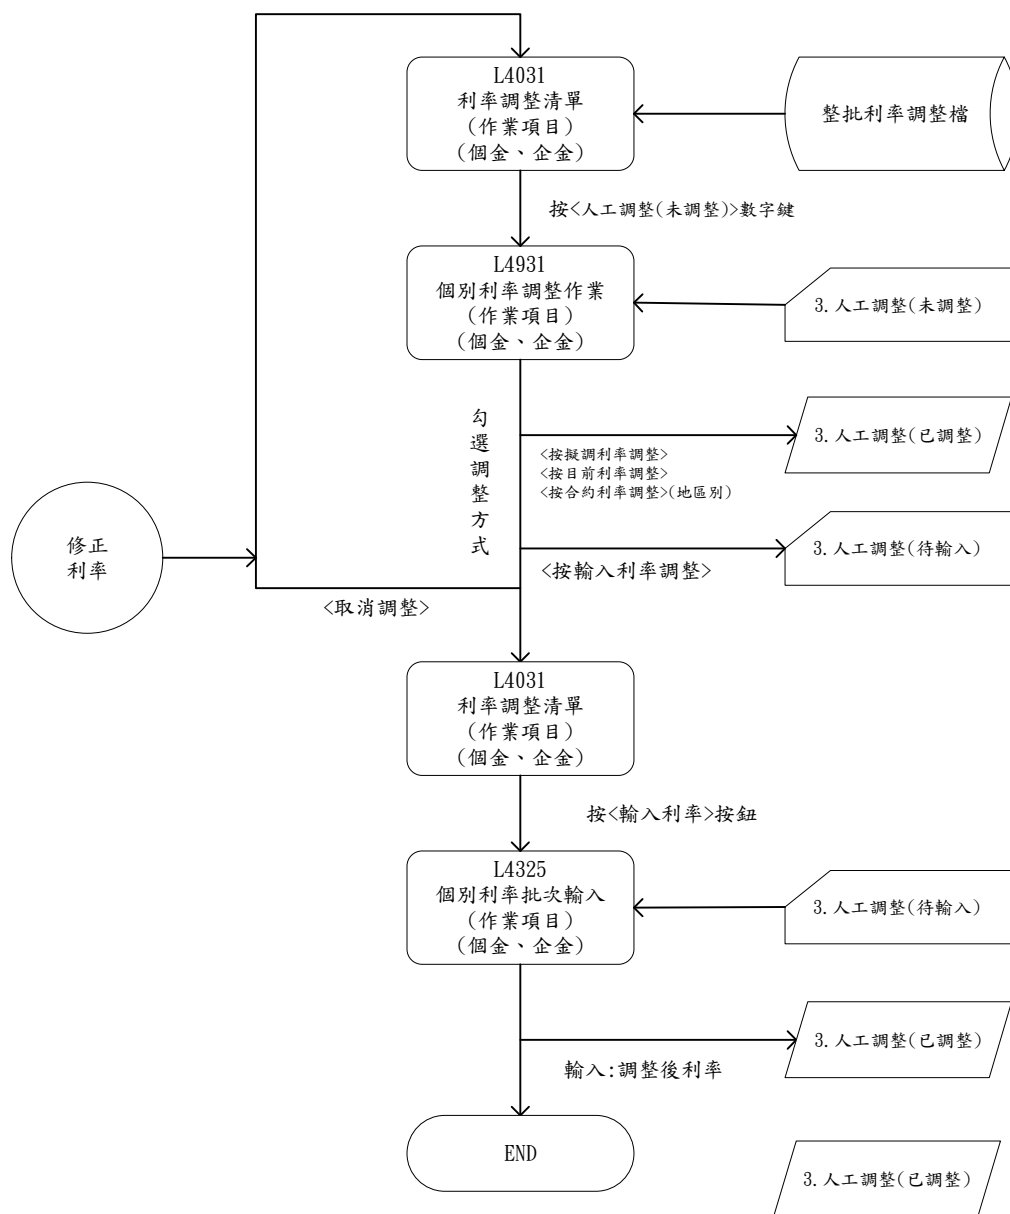 L4031
利率調整清單
(作業項目)
(個金、企金)
整批利率調整檔
按<人工調整(未調整)>數字鍵
L4931
個別利率調整作業
(作業項目)
(個金、企金)
3.人工調整(未調整)
勾選調整方式
3.人工調整(已調整)
<按擬調利率調整>
<按目前利率調整>
<按合約利率調整>(地區別)
修正
利率
3.人工調整(待輸入)
<按輸入利率調整>
<取消調整>
L4031
利率調整清單
(作業項目)
(個金、企金)
按<輸入利率>按鈕
L4325
個別利率批次輸入
(作業項目)
(個金、企金)
3.人工調整(待輸入)
3.人工調整(已調整)
輸入:調整後利率
END
3.人工調整(已調整)